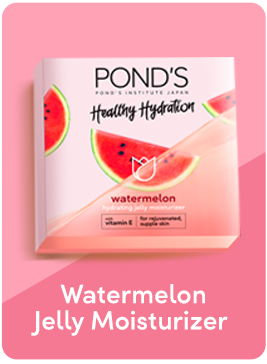 POND'S
POND'S INSTITUTE JAPAN
Healthy Hydration
watermelon
hydrating jelly moisturizer
with
vitamin E
for rejuvenated,
supple skin
Watermelon
Jelly Moisturizer